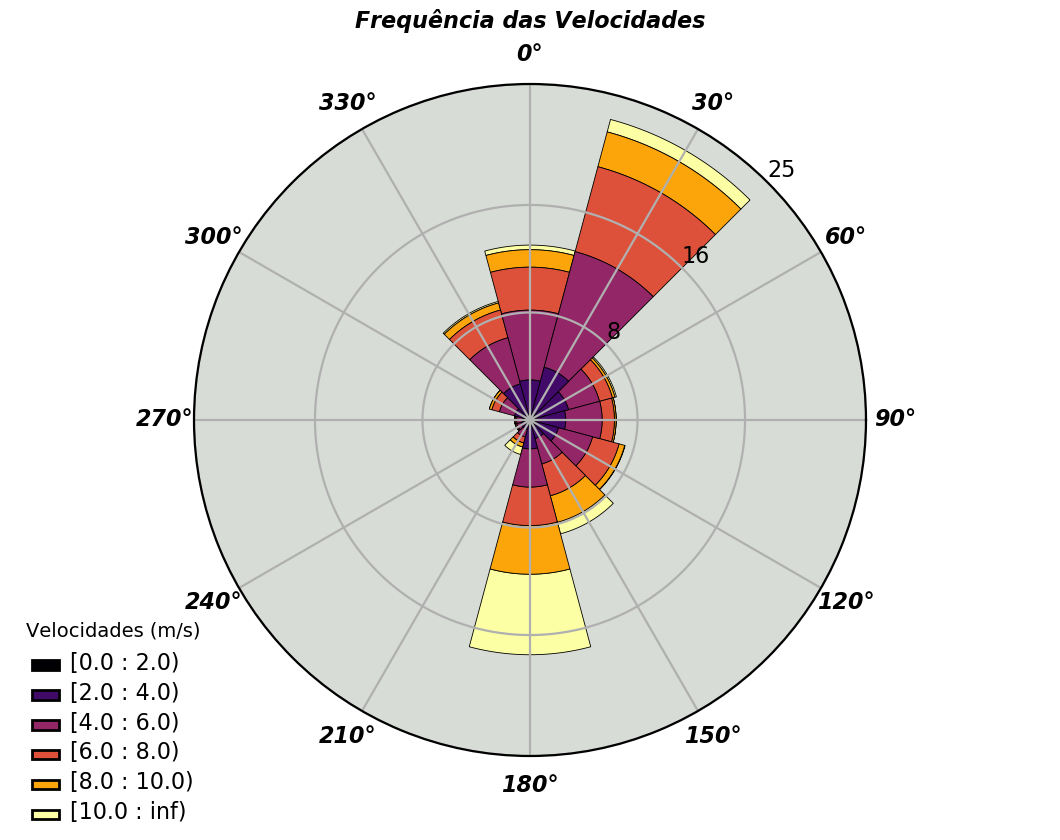 Frequência das Velocidades
0°
30°
60°
90°
120°
150°
180°
210°
240°
270°
300°
330°
25
16
8
Velocidades (m/s)
[0.0 : 2.0)
[2.0 : 4.0)
[4.0 : 6.0)
[6.0 : 8.0)
[8.0 : 10.0)
[10.0 : inf)